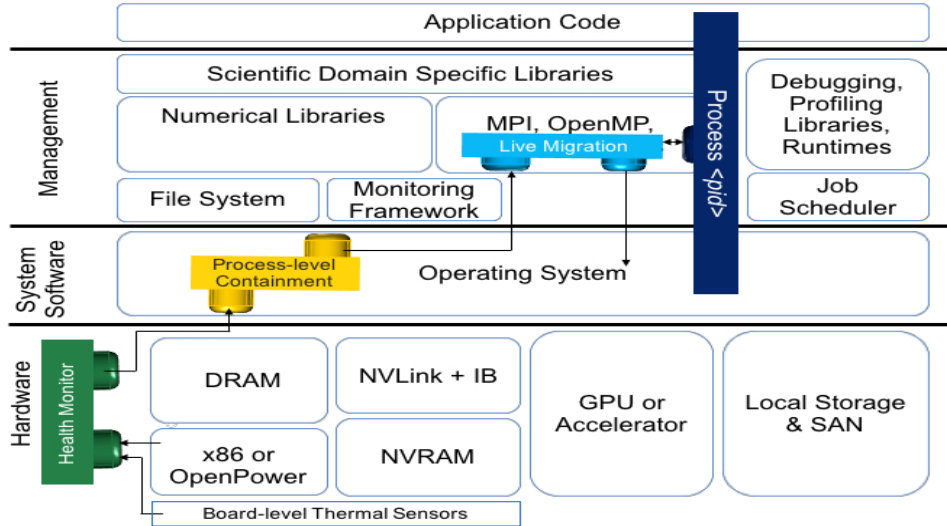 Application Code
Management
Scientific Domain Specific Libraries
Numerical Libraries
MPI, OpenMP,
Live Migration
Process <pid>
Debugging,
Profiling
Libraries,
Runtimes
File System
Monitoring
Framework
Job
Scheduler
System
Software
Process-level
Containment
Operating System
Hardware
Health Monitor
DRAM
NVLink + IB
GPU or
Accelerator
Local Storage
& SAN
x86 or
OpenPower
NVRAM
Board-level Thermal Sensors